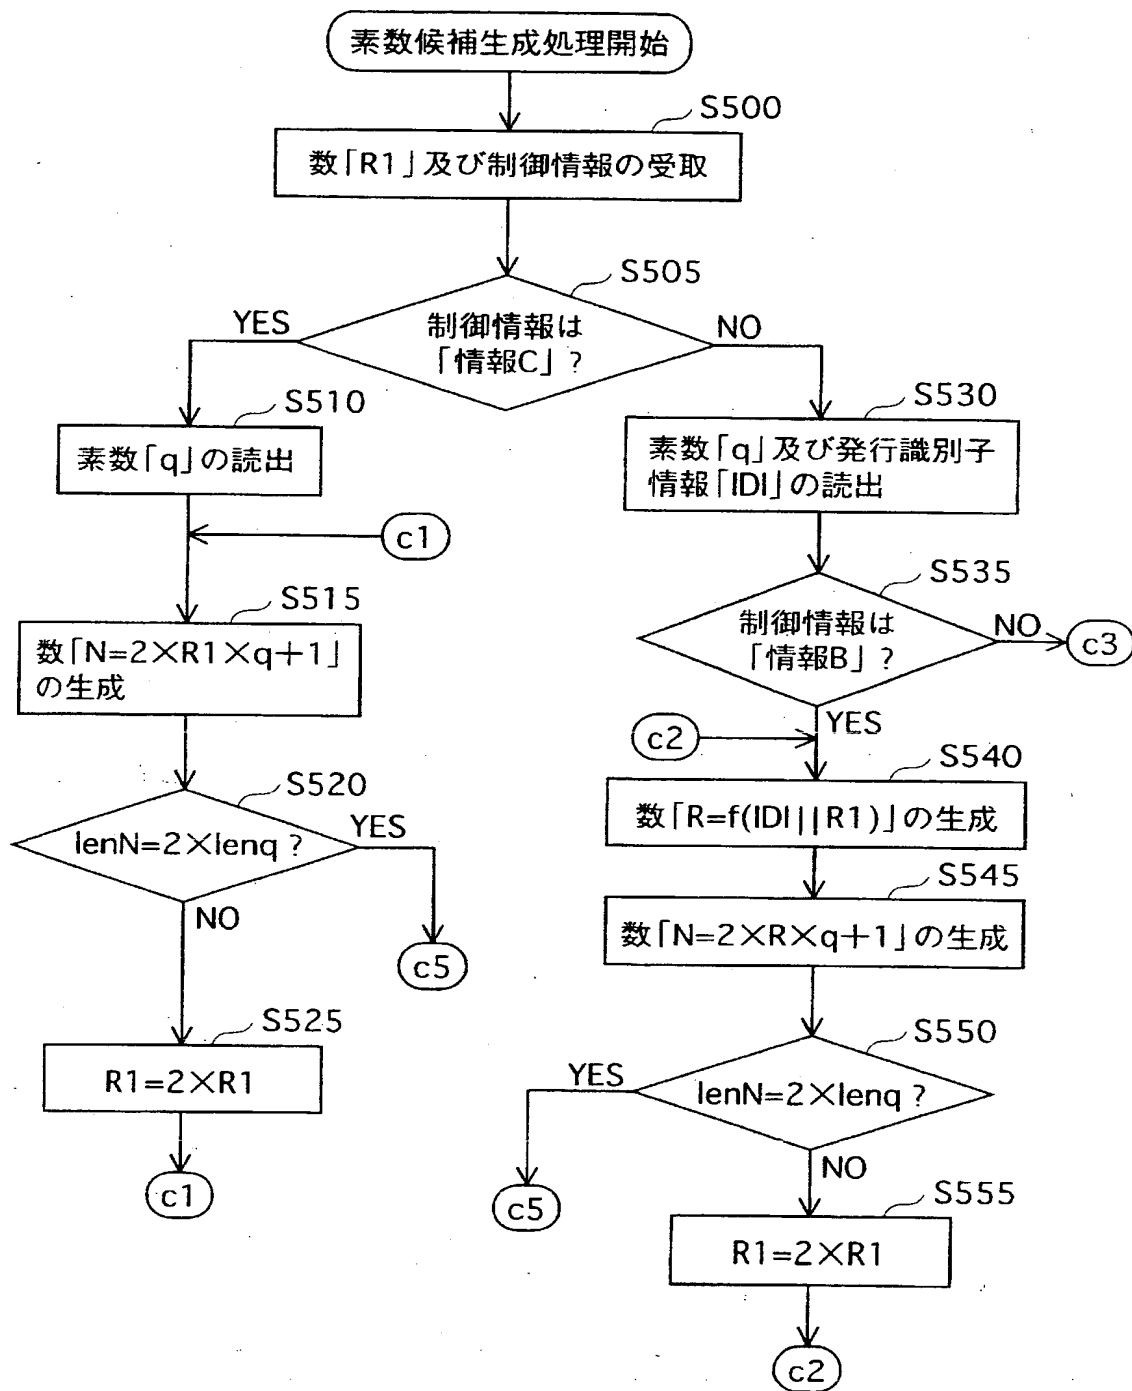 素数候補生成処理開始
S500
数「R1」及び制御情報の受取
S505
制御情報は
「情報C」?
YES
NO
S510
素数「q」の読出
c1
S515
数「N=2×R1×q+1」
の生成
S520
lenN=2×lenq?
YES
NO
c5
S525
R1=2×R1
c1
S530
素数「q」及び発行識別子
情報「IDI」の読出
S535
制御情報は
「情報B」?
NO
c3
YES
c2
S540
数「R=f(IDI||R1)」の生成
S545
数「N=2×R×q+1」の生成
S550
lenN=2×lenq?
YES
NO
c5
S555
R1=2×R1
c2